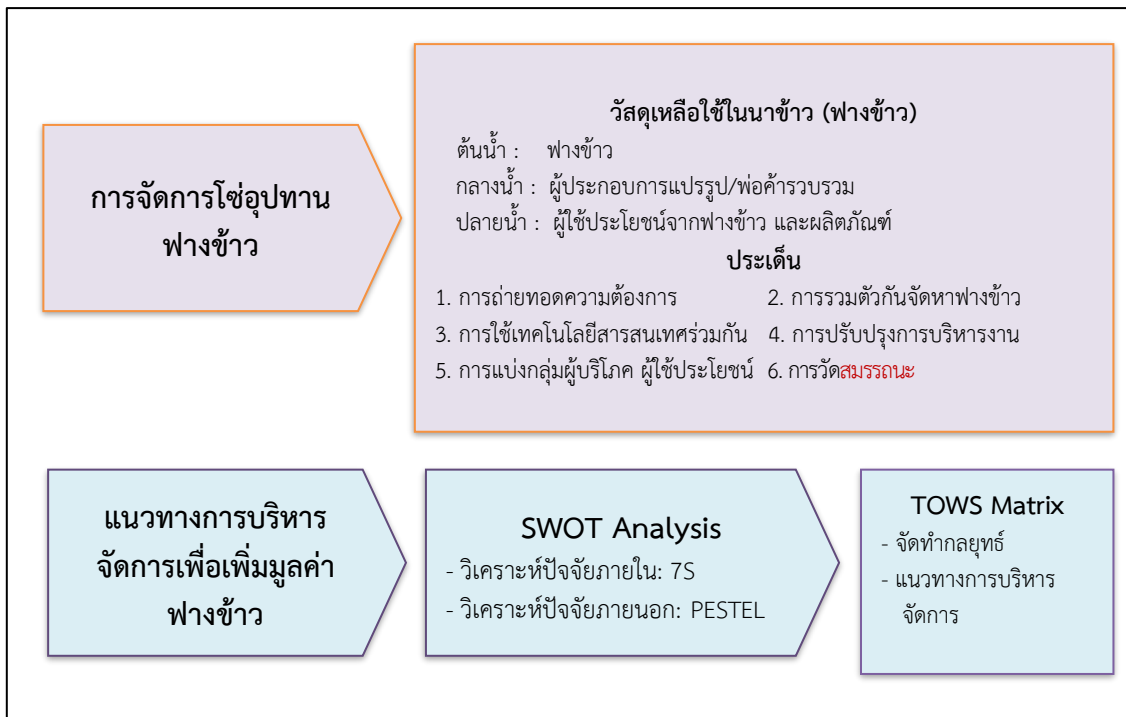 การจัดการโซ่อุปทาน
ฟางข้าว
วัสดุเหลือใช้ในนาข้าว (ฟางข้าว)
ต้นน้ำ : ฟางข้าว
กลางน้ำ : ผู้ประกอบการแปรรูป/พ่อค้ารวบรวม
ปลายน้ำ : ผู้ใช้ประโยชน์จากฟางข้าว และผลิตภัณฑ์
ประเด็น
1. การถ่ายทอดความต้องการ 2. การรวมตัวกันจัดหาฟางข้าว
3. การใช้เทคโนโลยีสารสนเทศร่วมกัน 4. การปรับปรุงการบริหารงาน
5. การแบ่งกลุ่มผู้บริโภค ผู้ใช้ประโยชน์ 6. การวัดสมรรถนะ
แนวทางการบริหาร
จัดการเพื่อเพิ่มมูลค่า
ฟางข้าว
SWOT Analysis
- วิเคราะห์ปัจจัยภายใน: 7S
- วิเคราะห์ปัจจัยภายนอก: PESTEL
TOWS Matrix
- จัดทำกลยุทธ์
- แนวทางการบริหาร
จัดการ